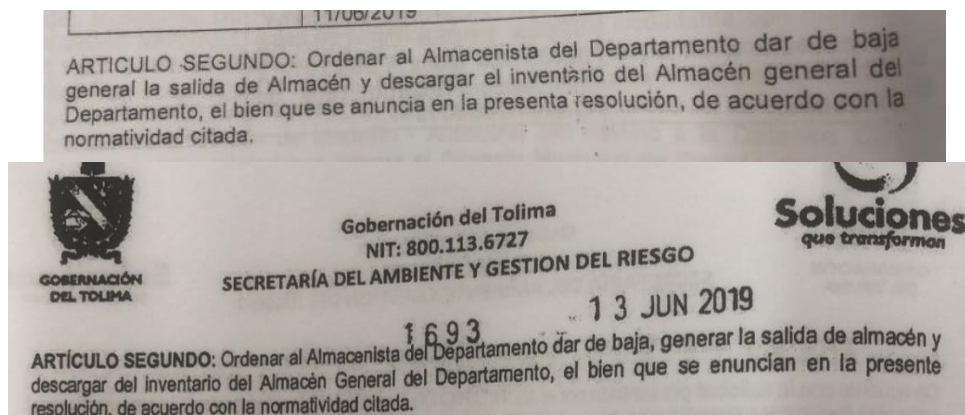 11/06/2019
ARTICULO SEGUNDO: Ordenar al Almacenista del Departamento dar de baja
general la salida de Almacén y descargar el inventario del Almacén general del
Departamento, el bien que se anuncia en la presenta resolución, de acuerdo con la
normatividad citada.
GOBERNACIÓN
DEL TOLIMA
Gobernación del Tolima
NIT: 800.113.6727
SECRETARÍA DEL AMBIENTE Y GESTION DEL RIESGO
Soluciones
que transforman
1693
13 JUN 2019
ARTÍCULO SEGUNDO: Ordenar al Almacenista del Departamento dar de baja, generar la salida de almacén y
descargar del inventario del Almacén General del Departamento, el bien que se enuncian en la presente
resolución, de acuerdo con la normatividad citada.